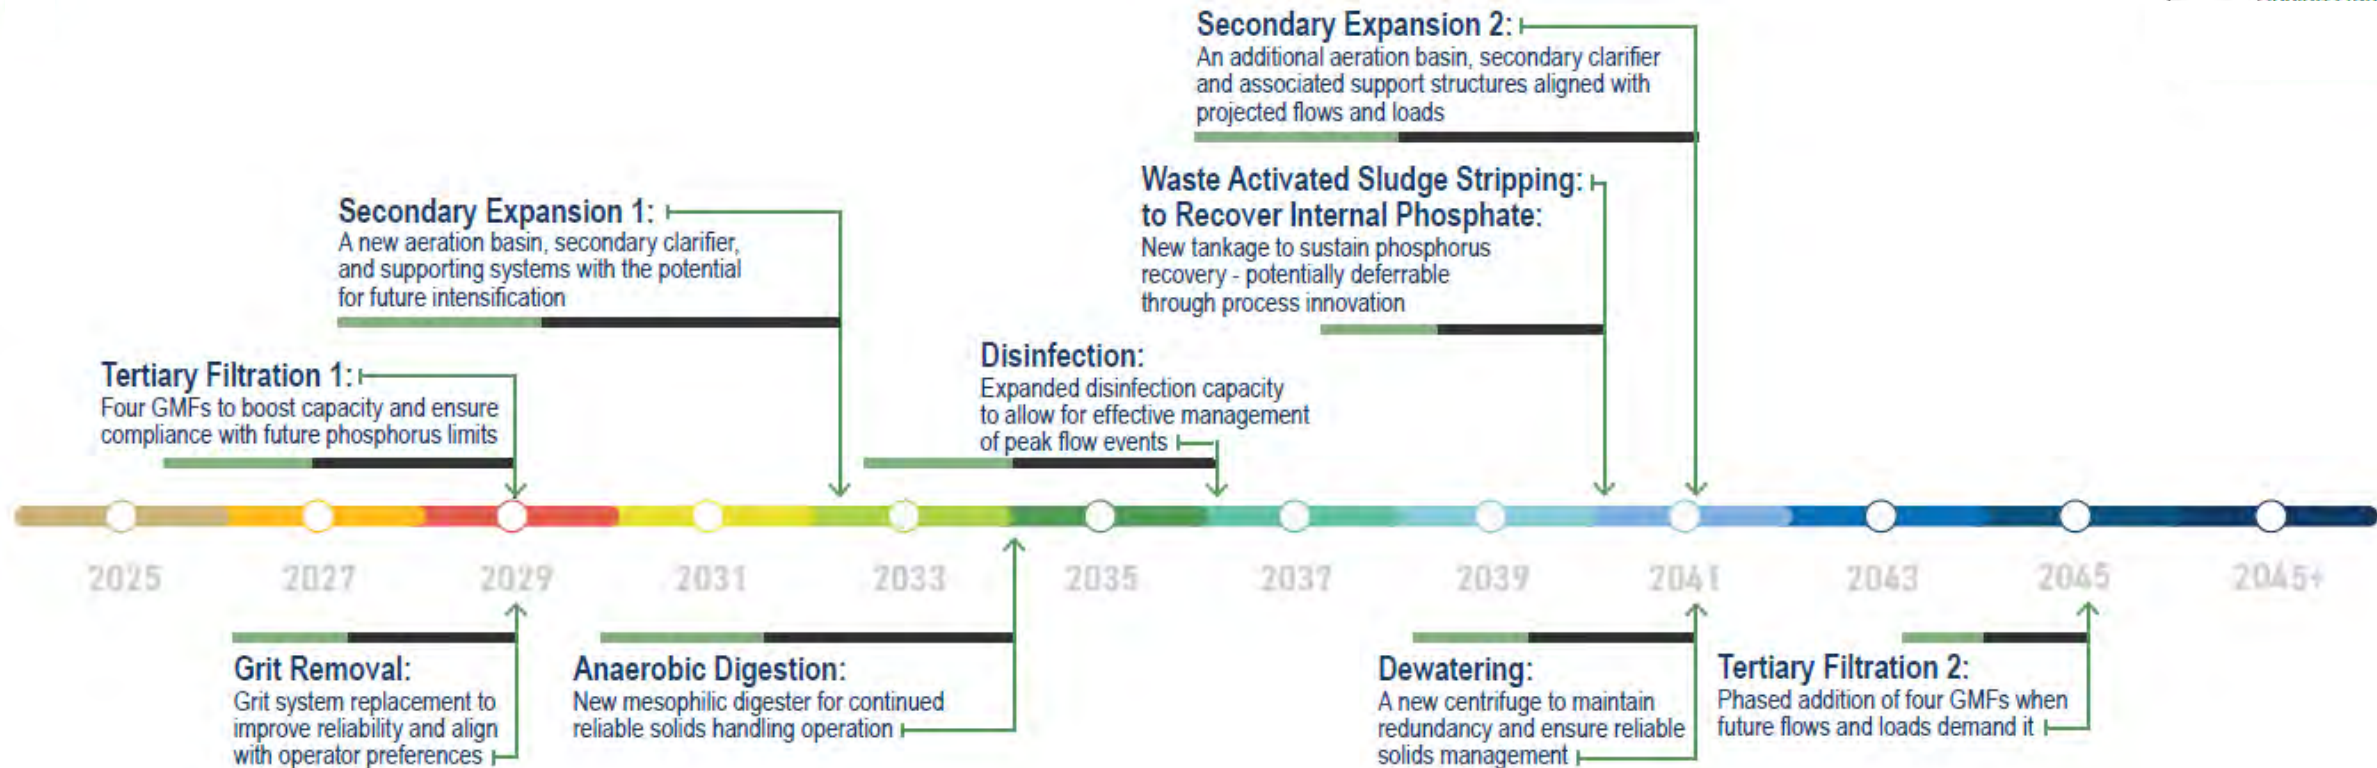 Secondary Expansion 2:
An additional aeration basin, secondary clarifier
and associated support structures aligned with
projected flows and loads
Waste Activated Sludge Stripping:
to Recover Internal Phosphate:
New tankage to sustain phosphorus
recovery - potentially deferrable
through process innovation
Secondary Expansion 1:
A new aeration basin, secondary clarifier,
and supporting systems with the potential
for future intensification
Disinfection:
Expanded disinfection capacity
to allow for effective management
of peak flow events
Tertiary Filtration 1:
Four GMFs to boost capacity and ensure
compliance with future phosphorus limits
2025
2027
2029
2031
2033
2035
2037
2039
2041
2043
2045
2045+
Grit Removal:
Grit system replacement to
improve reliability and align
with operator preferences
Anaerobic Digestion:
New mesophilic digester for continued
reliable solids handling operation
Dewatering:
A new centrifuge to maintain
redundancy and ensure reliable
solids management
Tertiary Filtration 2:
Phased addition of four GMFs when
future flows and loads demand it